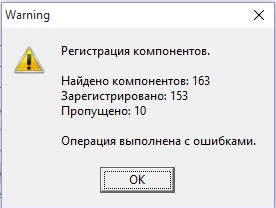 Warning
Регистрация компонентов.
Найдено компонентов: 163
Зарегистрировано: 153
Пропущено: 10
Операция выполнена с ошибками.
OK